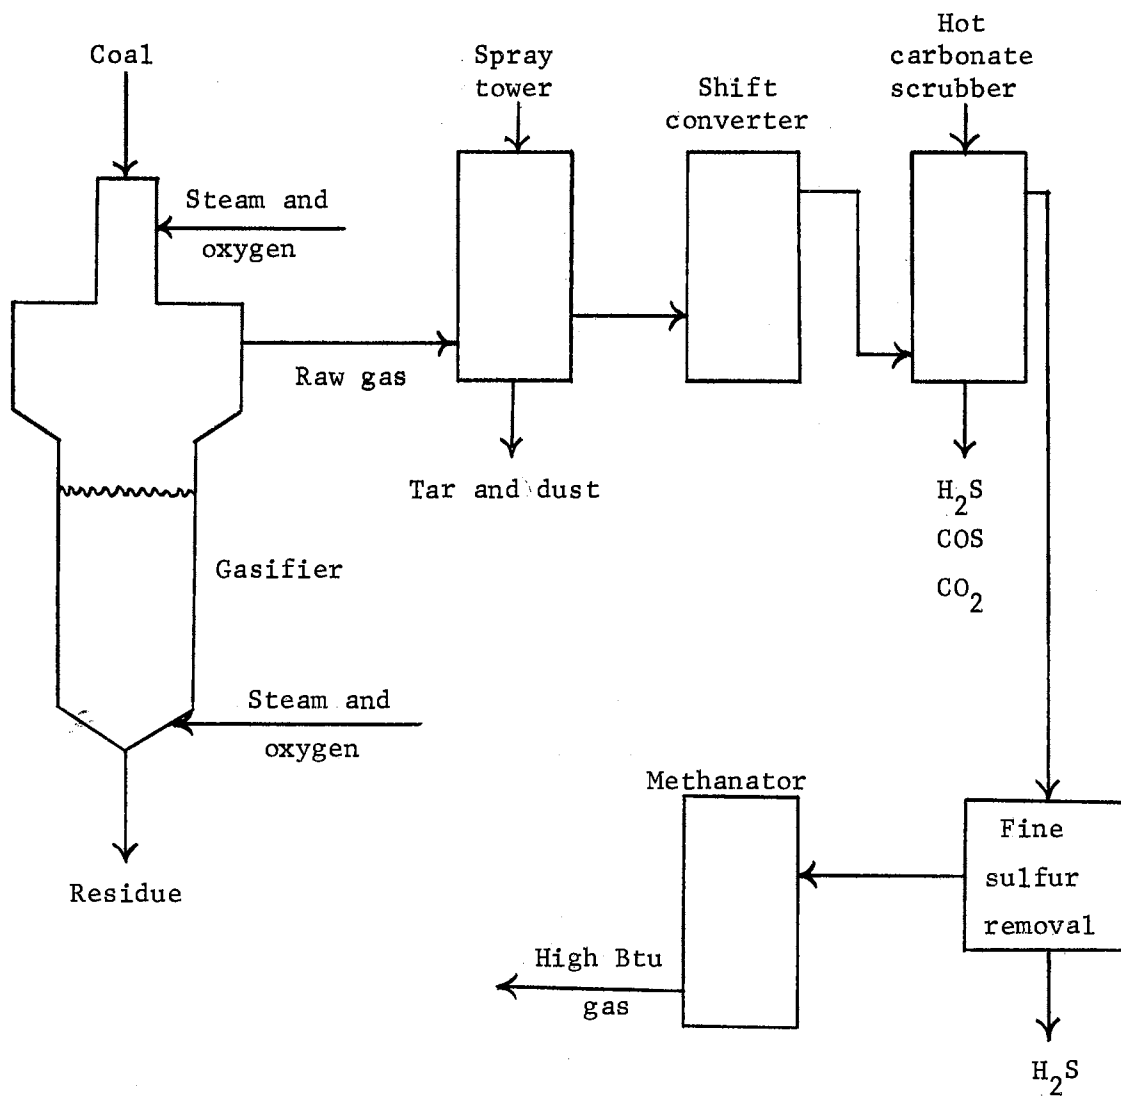 Coal
Spray
tower
Shift
converter
Hot
carbonate
scrubber
Steam and
oxygen
Raw gas
Tar and dust
H2S
COS
CO2
Gasifier
Steam and
oxygen
Residue
Methanator
Fine
sulfur
removal
High Btu
gas
H2S